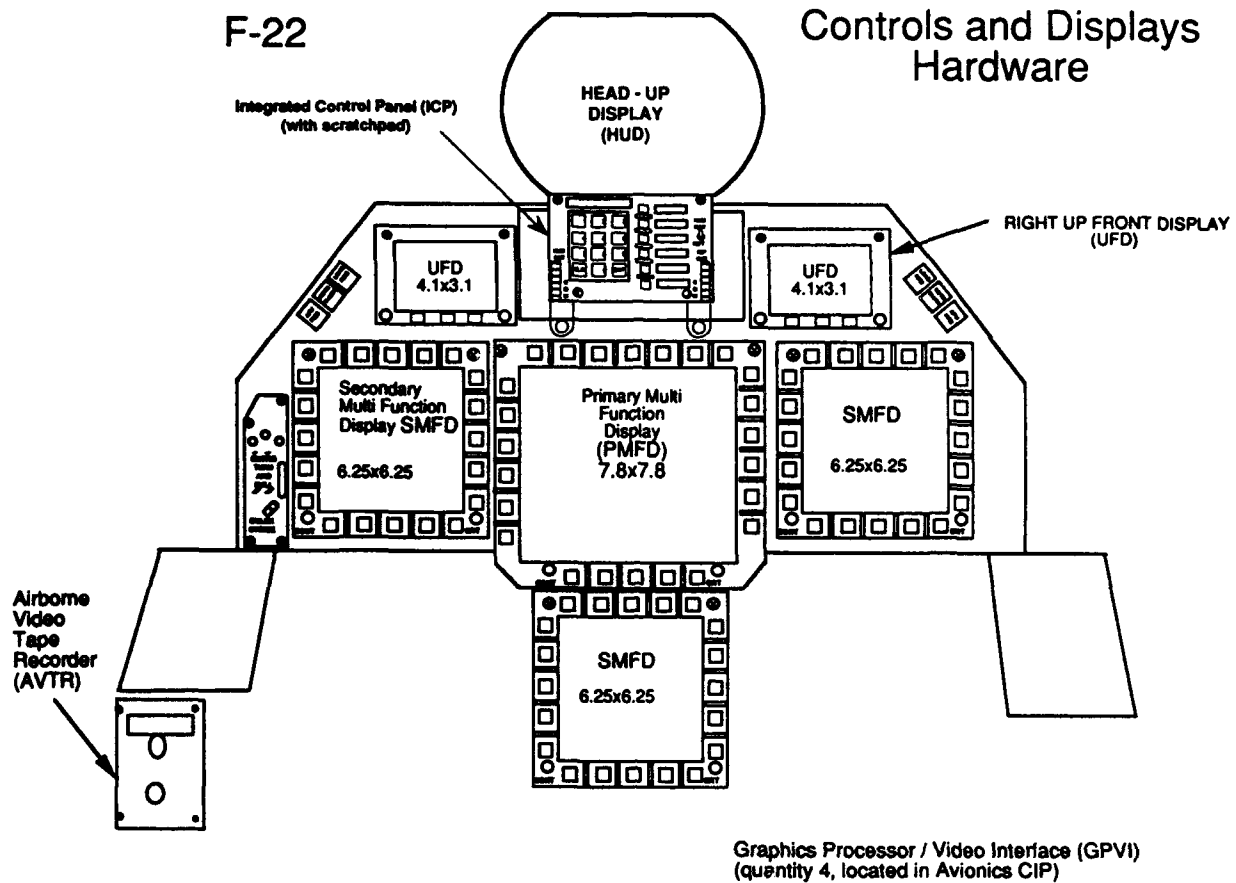 F-22
Controls and Displays
Hardware
Integrated Control Panel (ICP)
(with scratchpad)
HEAD - UP
DISPLAY
(HUD)
RIGHT UP FRONT DISPLAY
(UFD)
UFD
4.1x3.1
UFD
4.1x3.1
Secondary
Multi Function
Display SMFD
6.25x6.25
Primary Multi
Function
Display
(PMFD)
7.8x7.8
SMFD
6.25x6.25
Airborne
Video
Tape
Recorder
(AVTR)
SMFD
6.25x6.25
Graphics Processor / Video Interface (GPVI)
(quantity 4, located in Avionics CIP)